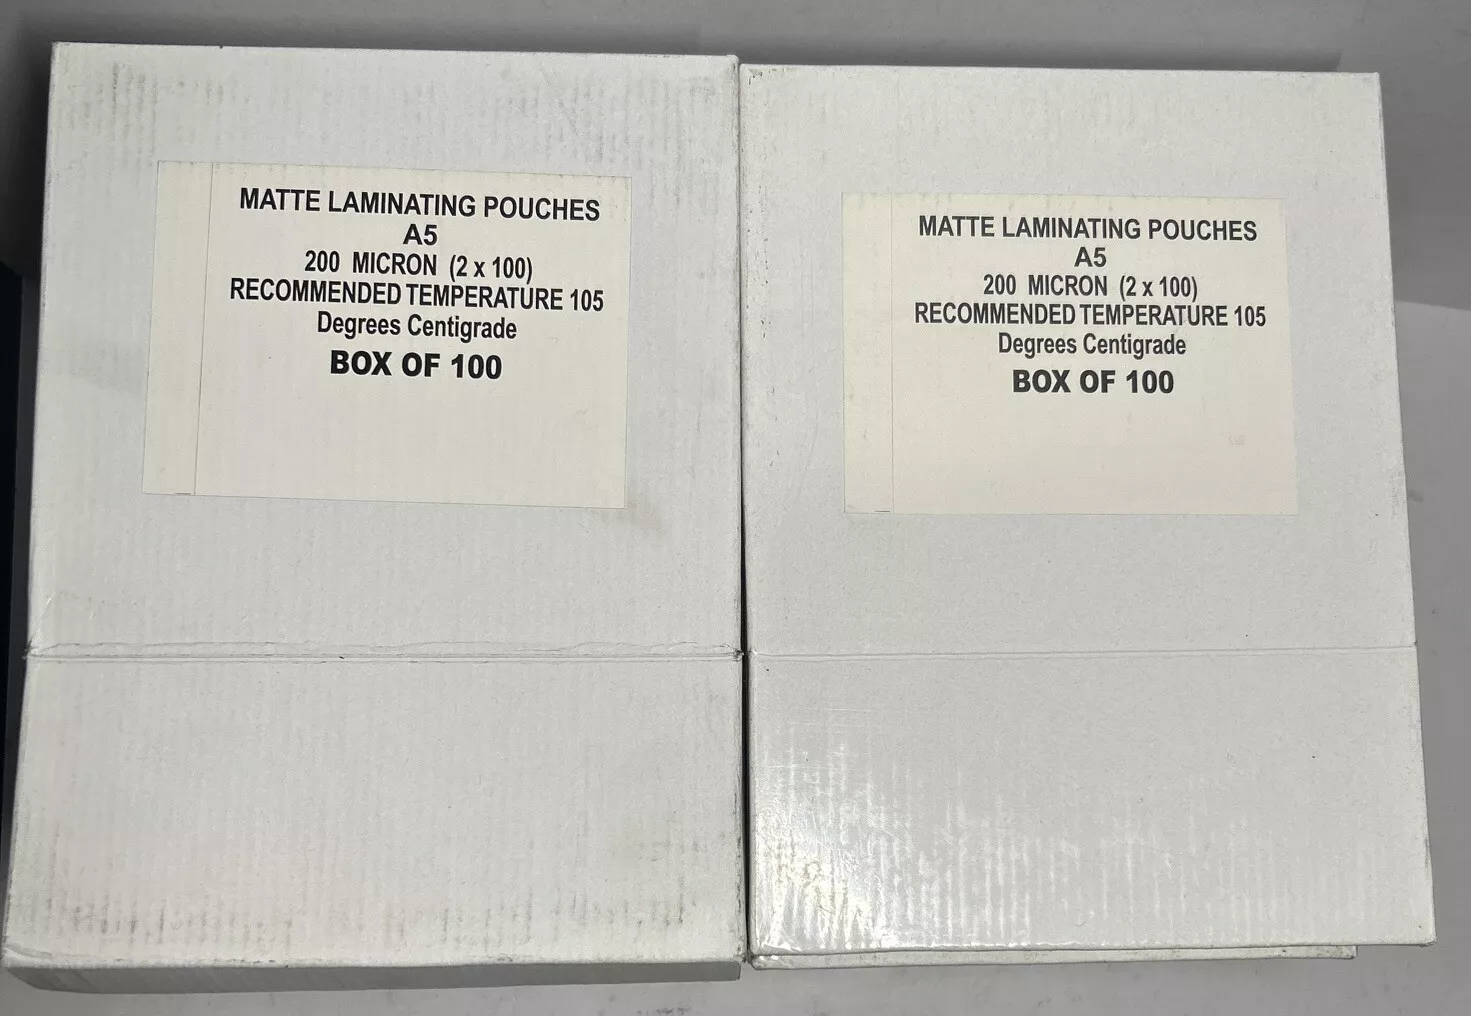 MATTE LAMINATING POUCHES
A5
200 MICRON (2 x 100)
RECOMMENDED TEMPERATURE 105
Degrees Centigrade
BOX OF 100
MATTE LAMINATING POUCHES
A5
200 MICRON (2 x 100)
RECOMMENDED TEMPERATURE 105
Degrees Centigrade
BOX OF 100